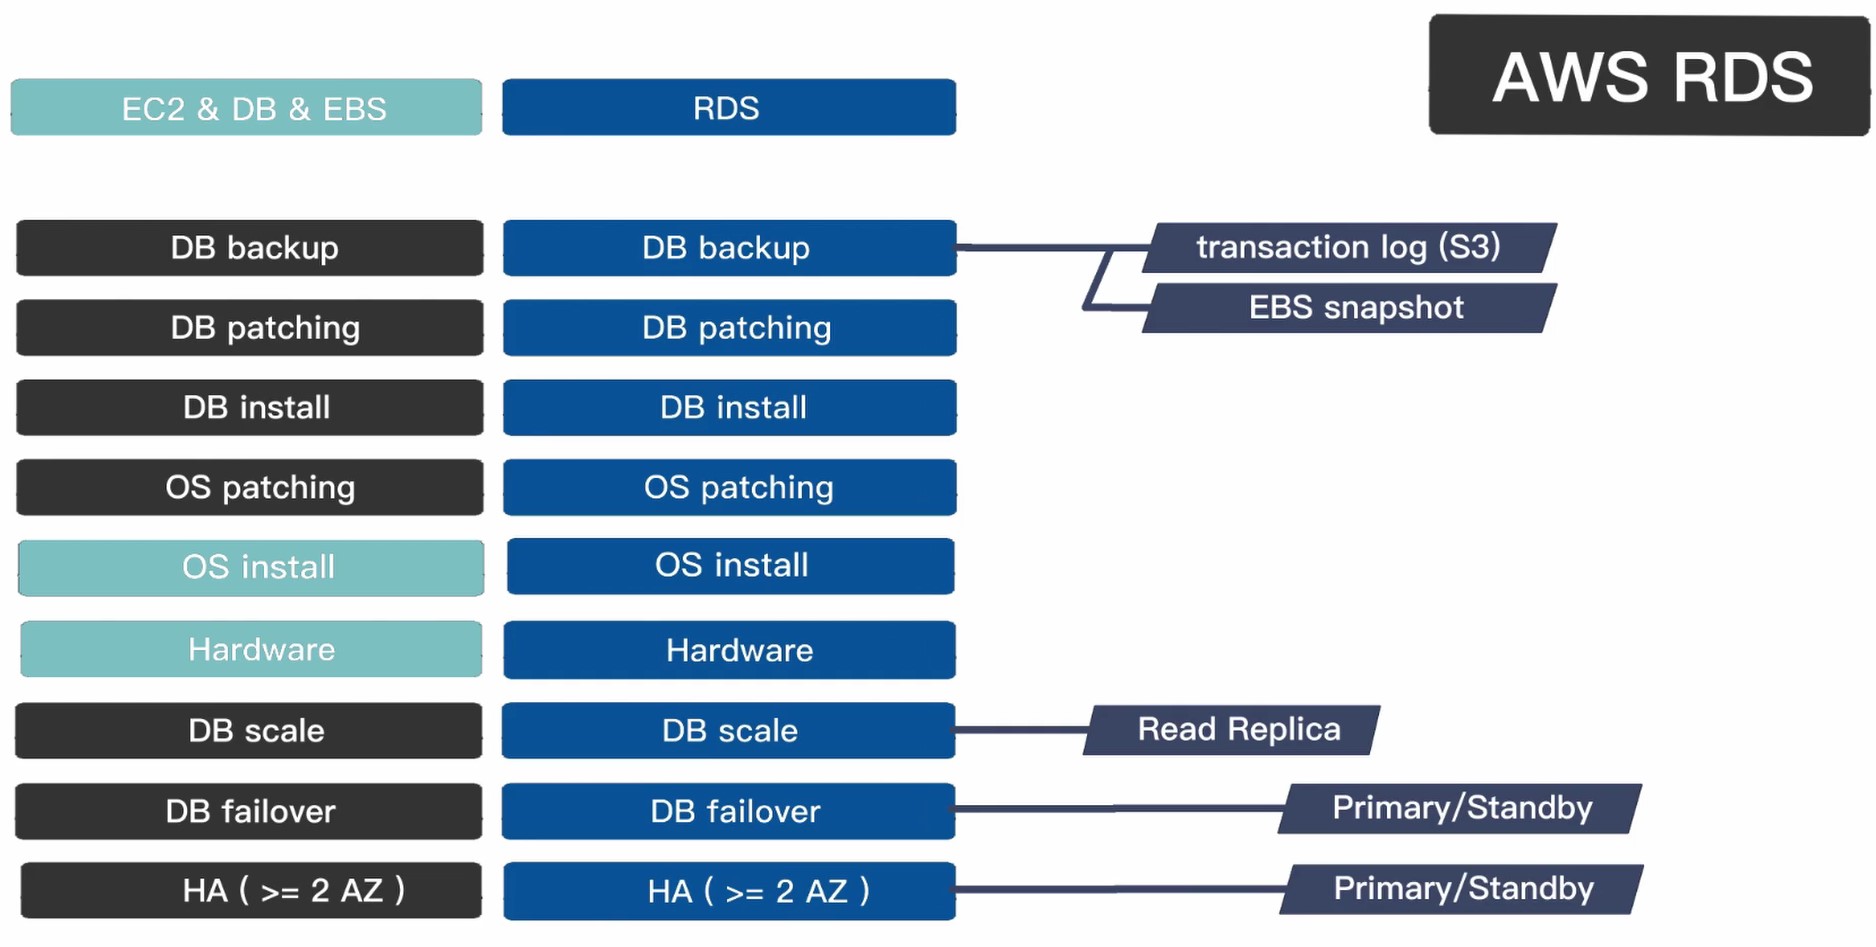 AWS RDS
EC2 & DB & EBS
RDS
DB backup
DB backup
transaction log (S3)
EBS snapshot
DB patching
DB patching
DB install
DB install
OS patching
OS patching
OS install
OS install
Hardware
Hardware
DB scale
DB scale
Read Replica
DB failover
DB failover
Primary/Standby
HA ( >= 2 AZ )
HA ( >= 2 AZ )
Primary/Standby